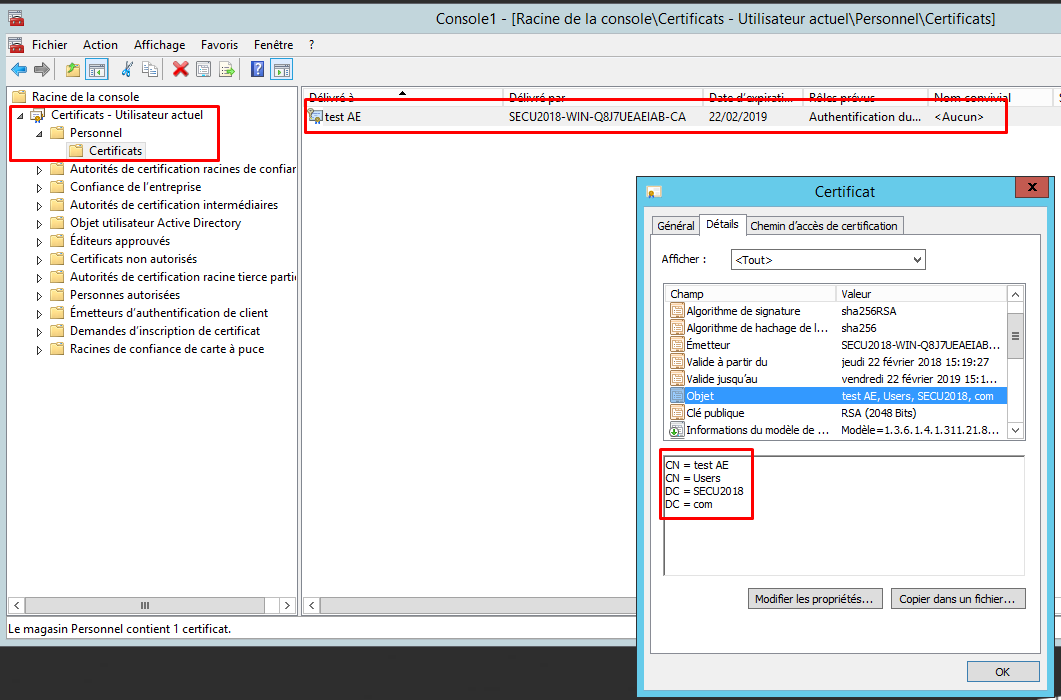 Console1 - [Racine de la console\Certificats - Utilisateur actuel\Personnel\Certificats]
Fichier Action Affichage Favoris Fenêtre ?
Racine de la console
Certificats - Utilisateur actuel
Personnel
Certificats
Autorités de certification racines de confiar
Confiance de l'entreprise
Autorités de certification intermédiaires
Objet utilisateur Active Directory
Éditeurs approuvés
Certificats non autorisés
Autorités de certification racine tierce partie
Personnes autorisées
Émetteurs d'authentification de client
Demandes d'inscription de certificat
Racines de confiance de carte à puce
Délivré à Délivré par Date d'expirati... Rôles prévus Nom convivial S
test AE SECU2018-WIN-Q8J7UEAEIAB-CA 22/02/2019 Authentification du... <Aucun>
Certificat
Général Détails Chemin d'accès de certification
Afficher : <Tout>
Champ Valeur
Algorithme de signature sha256RSA
Algorithme de hachage de l... sha256
Émetteur SECU2018-WIN-Q8J7UEAEIAB...
Valide à partir du jeudi 22 février 2018 15:19:27
Valide jusqu'au vendredi 22 février 2019 15:1...
Objet test AE, Users, SECU2018, com
Clé publique RSA (2048 Bits)
Informations du modèle de ... Modèle=1.3.6.1.4.1.311.21.8...
CN = test AE
CN = Users
DC = SECU2018
DC = com
Modifier les propriétés... Copier dans un fichier...
OK
Le magasin Personnel contient 1 certificat.